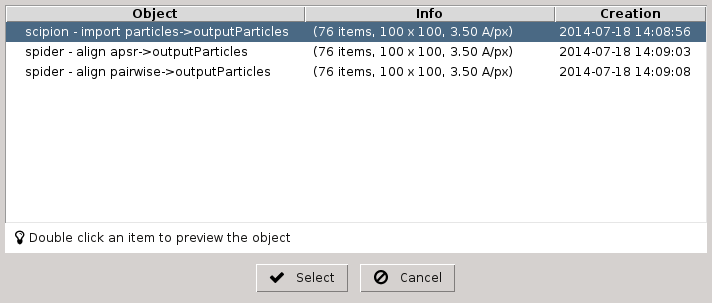 Object Info Creation
scipion - import particles->outputParticles (76 items, 100 x 100, 3.50 A/px) 2014-07-18 14:08:56
spider - align apsr->outputParticles (76 items, 100 x 100, 3.50 A/px) 2014-07-18 14:09:03
spider - align pairwise->outputParticles (76 items, 100 x 100, 3.50 A/px) 2014-07-18 14:09:08
Double click an item to preview the object
Select Cancel